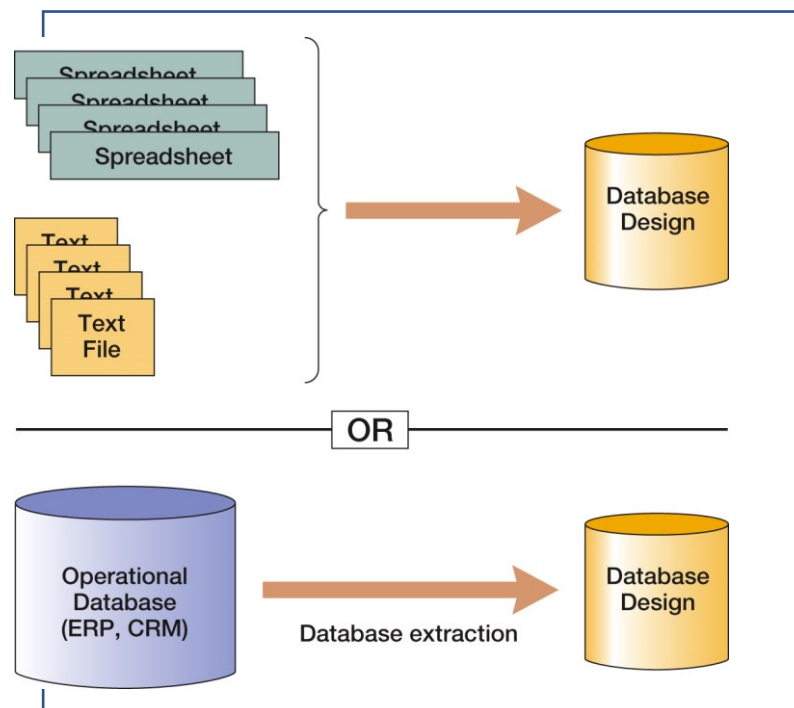 Spreadsheet
Spreadsheet
Spreadsheet
Spreadsheet
Database
Design
Text
Text
Text
Text
File
OR
Operational
Database
(ERP, CRM)
Database extraction
Database
Design